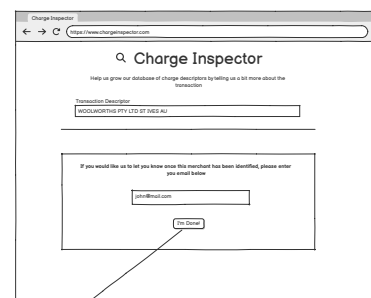 Charge Inspector
https://www.chargeinspector.com
Charge Inspector
Help us grow our database of charge descriptors by telling us a bit more about the
transaction
Transaction Descriptor
WOOLWORTHS PTY LTD ST IVES AU
If you would like us to let you know once this merchant has been identified, please enter
you email below
john@mail.com
I'm Done!